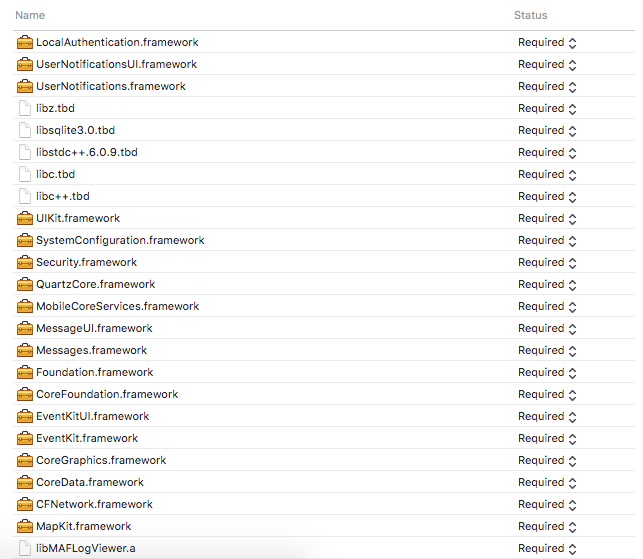 Name Status
LocalAuthentication.framework Required
UserNotificationsUI.framework Required
UserNotifications.framework Required
libz.tbd Required
libsqlite3.0.tbd Required
libstdc++.6.0.9.tbd Required
libc.tbd Required
libc++.tbd Required
UIKit.framework Required
SystemConfiguration.framework Required
Security.framework Required
QuartzCore.framework Required
MobileCoreServices.framework Required
MessageUI.framework Required
Messages.framework Required
Foundation.framework Required
CoreFoundation.framework Required
EventKitUI.framework Required
EventKit.framework Required
CoreGraphics.framework Required
CoreData.framework Required
CFNetwork.framework Required
MapKit.framework Required
libMAFLogViewer.a Required